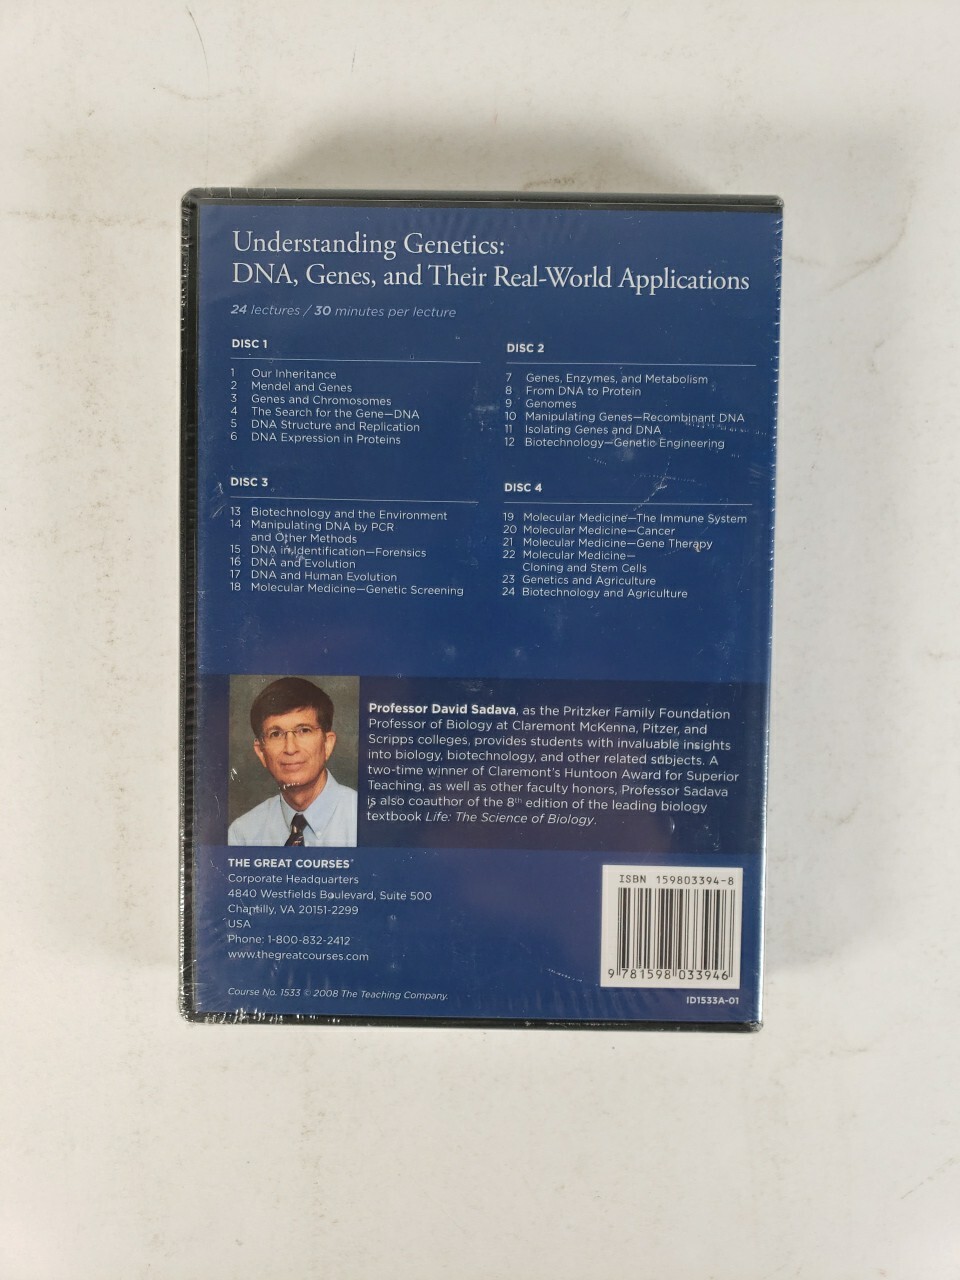 Understanding Genetics:
DNA, Genes, and Their Real-World Applications
24 lectures / 30 minutes per lecture
DISC 1
1 Our Inheritance
2 Mendel and Genes
3 Genes and Chromosomes
4 The Search for the Gene—DNA
5 DNA Structure and Replication
6 DNA Expression in Proteins
DISC 2
7 Genes, Enzymes, and Metabolism
8 From DNA to Protein
9 Genomes
10 Manipulating Genes—Recombinant DNA
11 Isolating Genes and DNA
12 Biotechnology—Genetic Engineering
DISC 3
13 Biotechnology and the Environment
14 Manipulating DNA by PCR
and Other Methods
15 DNA in Identification—Forensics
16 DNA and Evolution
17 DNA and Human Evolution
18 Molecular Medicine—Genetic Screening
DISC 4
19 Molecular Medicine—The Immune System
20 Molecular Medicine—Cancer
21 Molecular Medicine—Gene Therapy
22 Molecular Medicine—
Cloning and Stem Cells
23 Genetics and Agriculture
24 Biotechnology and Agriculture
Professor David Sadava, as the Pritzker Family Foundation
Professor of Biology at Claremont McKenna, Pitzer, and
Scripps colleges, provides students with invaluable insights
into biology, biotechnology, and other related subjects. A
two-time winner of Claremont's Huntoon Award for Superior
Teaching, as well as other faculty honors, Professor Sadava
is also coauthor of the 8th edition of the leading biology
textbook Life: The Science of Biology.
THE GREAT COURSES®
Corporate Headquarters
4840 Westfields Boulevard, Suite 500
Chantilly, VA 20151-2299
USA
Phone: 1-800-832-2412
www.thegreatcourses.com
Course No. 1533 © 2008 The Teaching Company.
ISBN 159803394-8
9 781598 033946
ID1533A-01